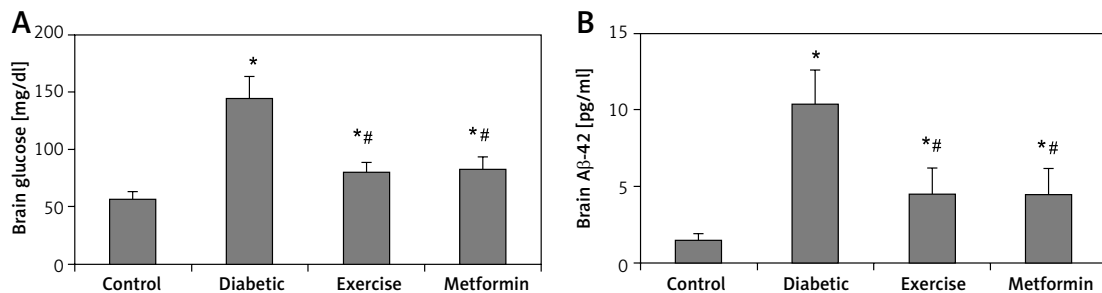 A
Brain glucose [mg/dl]
200
150
100
50
0
*
*#
*#
Control Diabetic Exercise Metformin
B
Brain Aβ-42 [pg/ml]
15
10
5
0
*
*#
*#
Control Diabetic Exercise Metformin